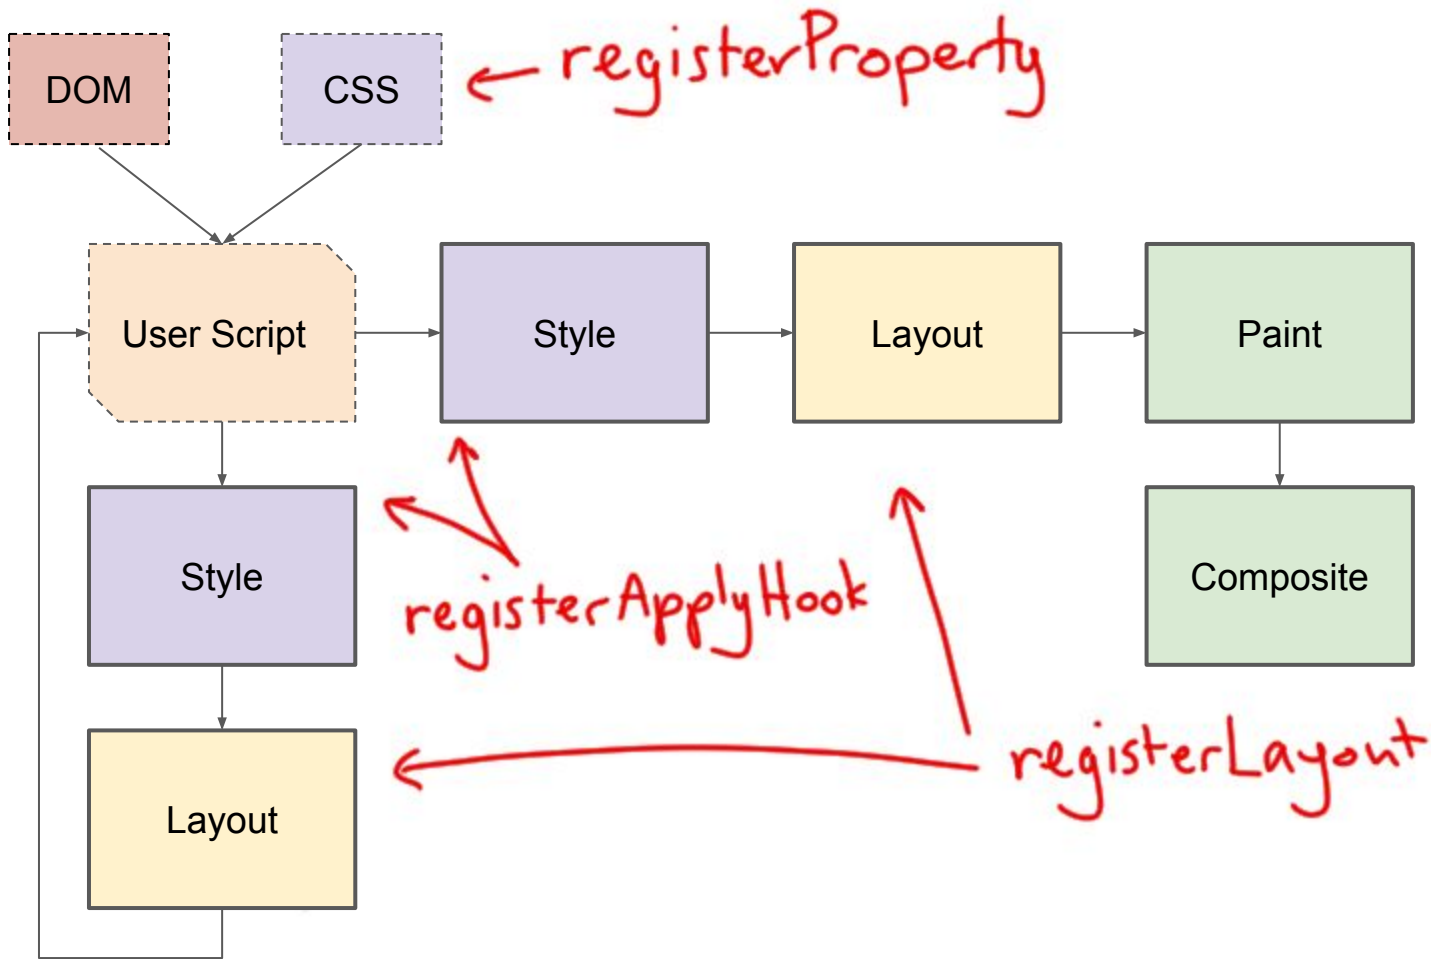 DOM
CSS
registerProperty
User Script
Style
Layout
Paint
Style
registerApplyHook
Composite
Layout
registerLayout